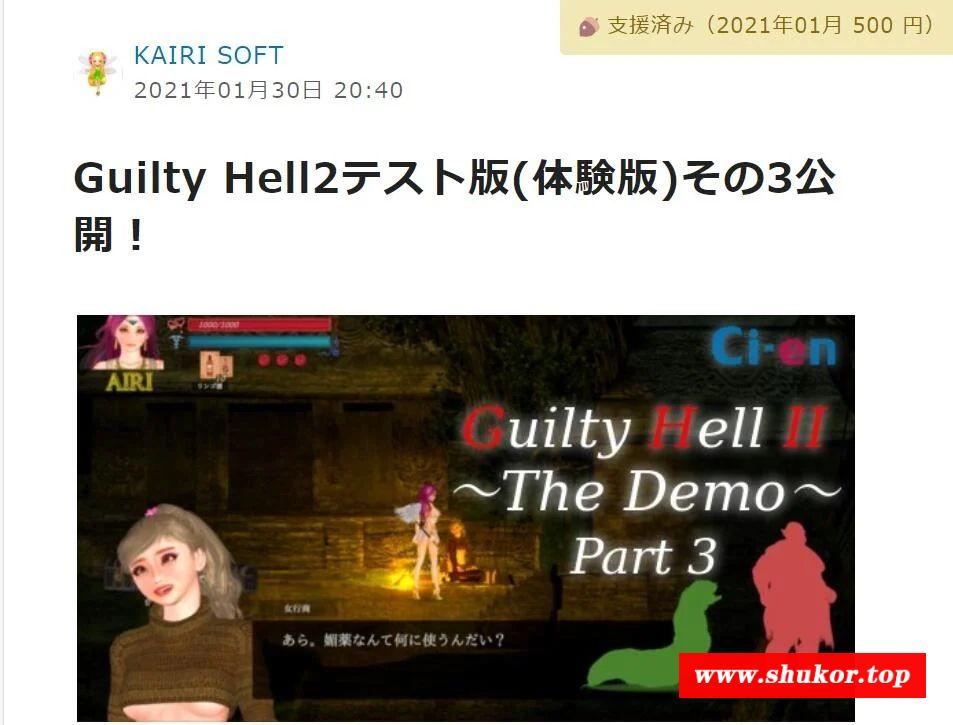 支援済み（2021年01月 500 円）
KAIRI SOFT
2021年01月30日 20:40
Guilty Hell2テスト版(体験版)その3公
開！
1000/1000
AIRI
リンゴ酒
Ci-en
Guilty Hell II
～The Demo～
Part 3
女行商
あら。媚薬なんて何に使うんだい？
www.shukor.top